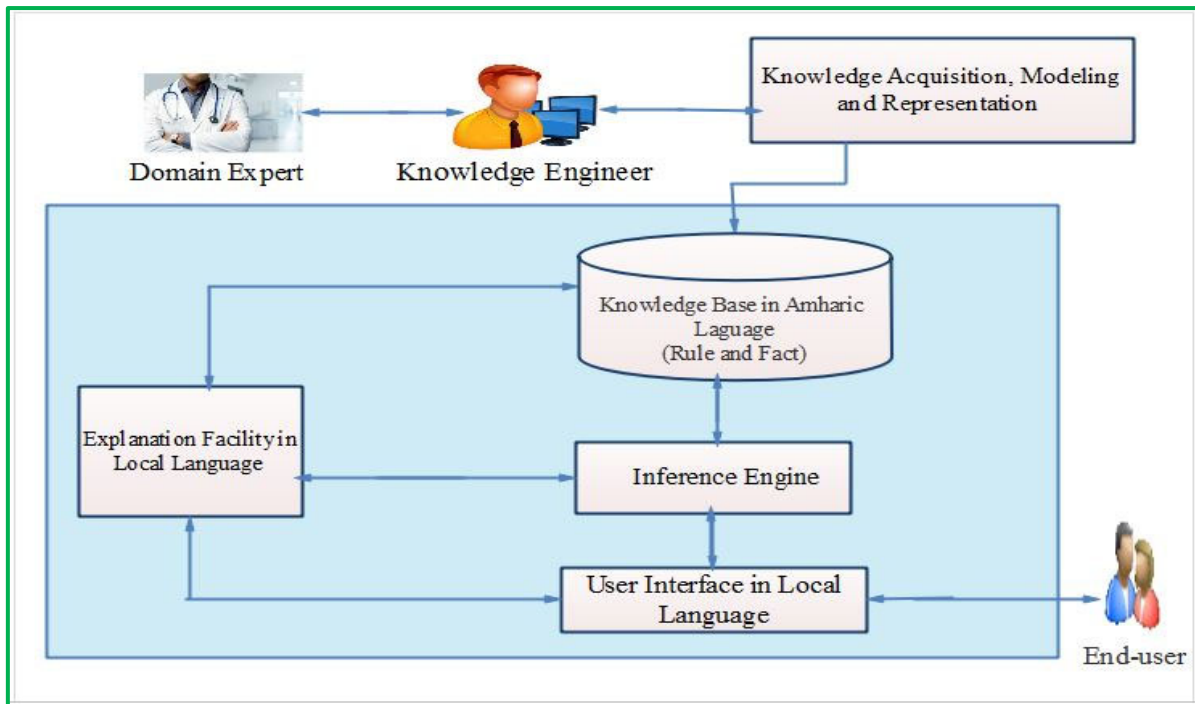 Knowledge Acquisition, Modeling
and Representation
Domain Expert
Knowledge Engineer
Knowledge Base in Amharic
Laguage
(Rule and Fact)
Explanation Facility in
Local Language
Inference Engine
User Interface in Local
Language
End-user